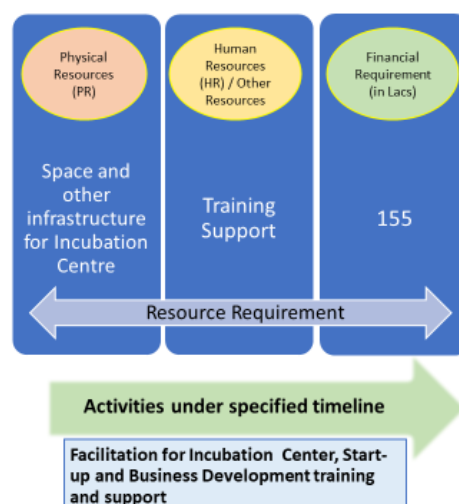 Physical
Resources
(PR)
Human
Resources
(HR) / Other
Resources
Financial
Requirement
(in Lacs)
Space and
other
infrastructure
for Incubation
Centre
Training
Support
155
Resource Requirement
Activities under specified timeline
Facilitation for Incubation Center, Start-
up and Business Development training
and support